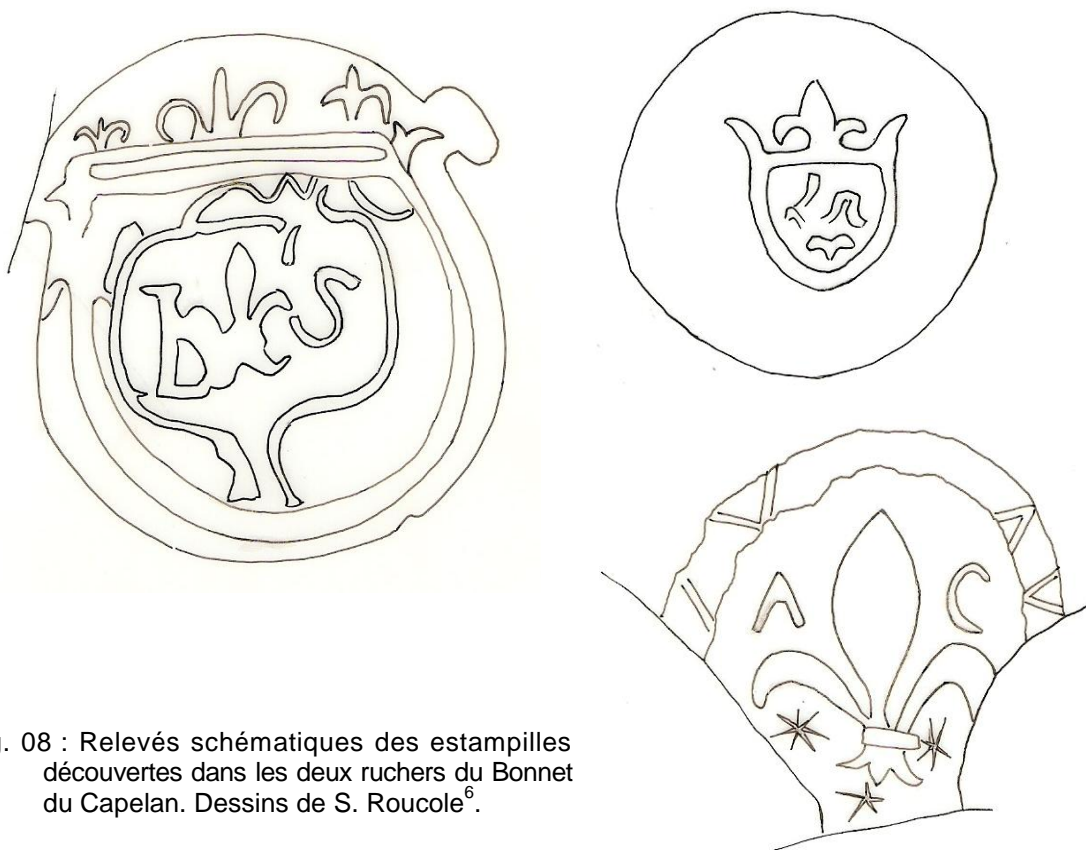 b S
A C
g. 08 : Relevés schématiques des estampilles
découvertes dans les deux ruchers du Bonnet
du Capelan. Dessins de S. Roucole⁶.